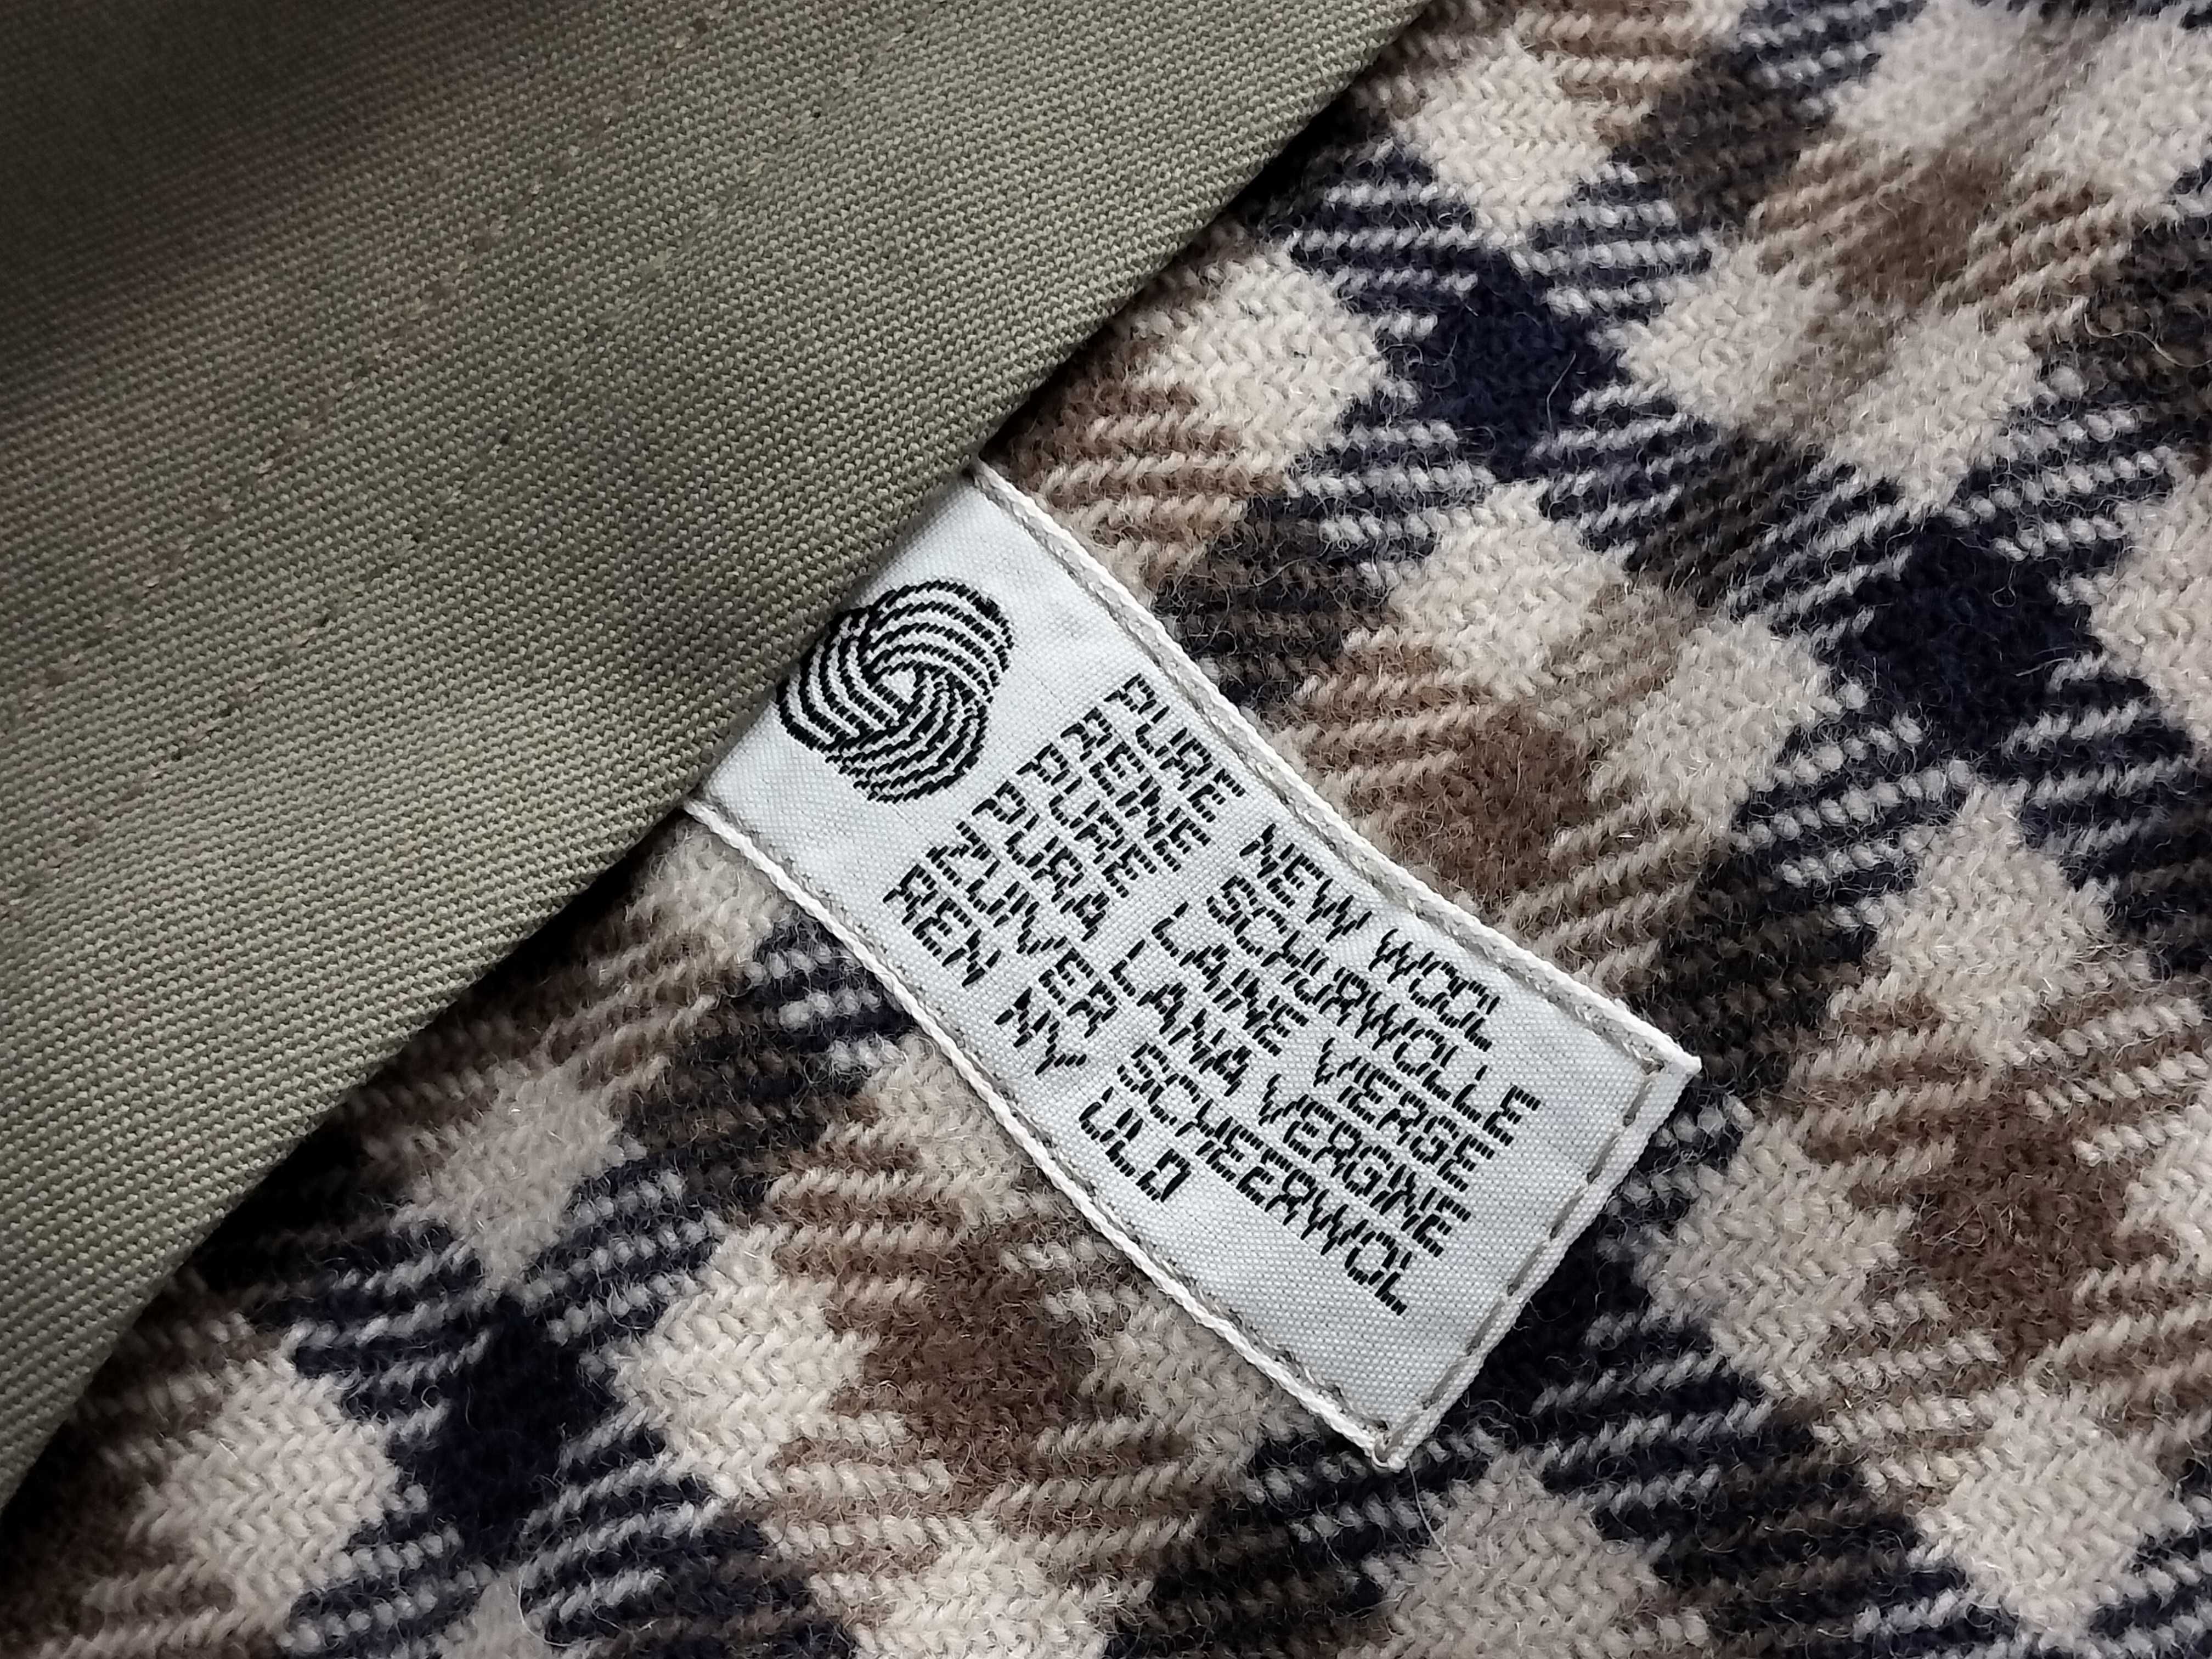 PURE NEW WOOL
REINE SCHURWOLLE
PURE LAINE VIERGE
PURA LANA VERGINE
ZUIVER SCHEERWOL
REN NY ULD